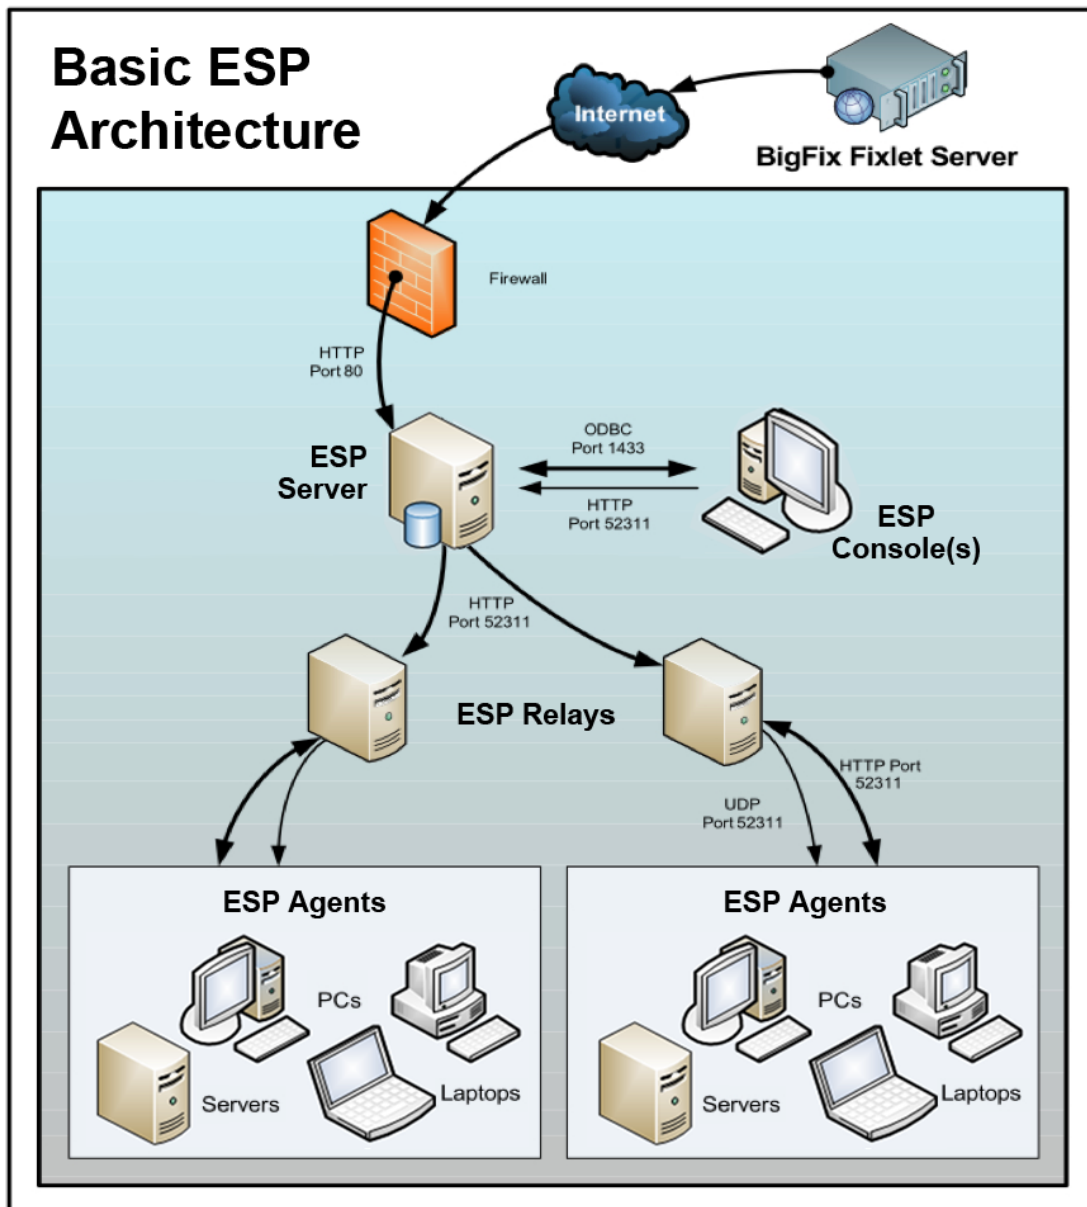 Basic ESP
Architecture
Internet
BigFix Fixlet Server
Firewall
HTTP
Port 80
ESP
Server
ODBC
Port 1433
HTTP
Port 52311
ESP
Console(s)
HTTP
Port 52311
ESP Relays
HTTP Port
52311
UDP
Port 52311
ESP Agents
PCs
Servers
Laptops
ESP Agents
PCs
Servers
Laptops